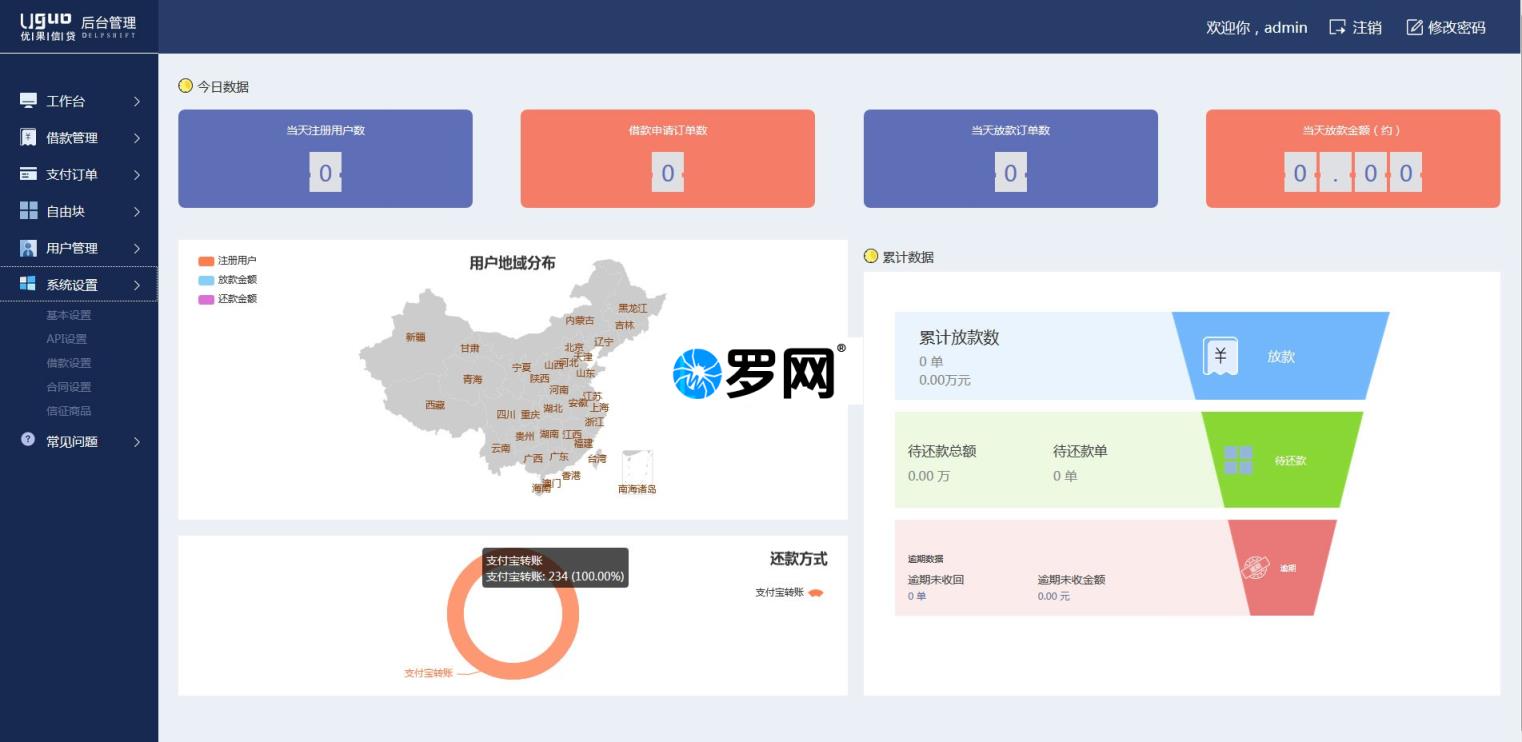 Uguo 后台管理
优|果|信|贷 DELPSHIFT
欢迎你，admin 注销 修改密码
工作台
借款管理
支付订单
自由块
用户管理
系统设置
基本设置
API设置
借款设置
合同设置
信征商品
常见问题
今日数据
当天注册用户数
0
借款申请订单数
0
当天放款订单数
0
当天放款金额（约）
0.00
注册用户
放款金额
还款金额
用户地域分布
黑龙江
内蒙古
吉林
新疆
辽宁
甘肃
北京
天津
宁夏
山西
河北
山东
青海
陕西
河南
西藏
江苏
安徽
上海
湖北
四川
重庆
浙江
贵州
湖南
江西
福建
云南
广西
广东
台湾
香港
澳门
海南
南海诸岛
罗网®
累计数据
累计放款数
0 单
0.00万元
¥
放款
待还款总额 待还款单
0.00 万 0 单
待还款
逾期数据
逾期未收回 逾期未收金额
0 单 0.00 元
逾期
还款方式
支付宝转账
支付宝转账
支付宝转账: 234 (100.00%)
支付宝转账